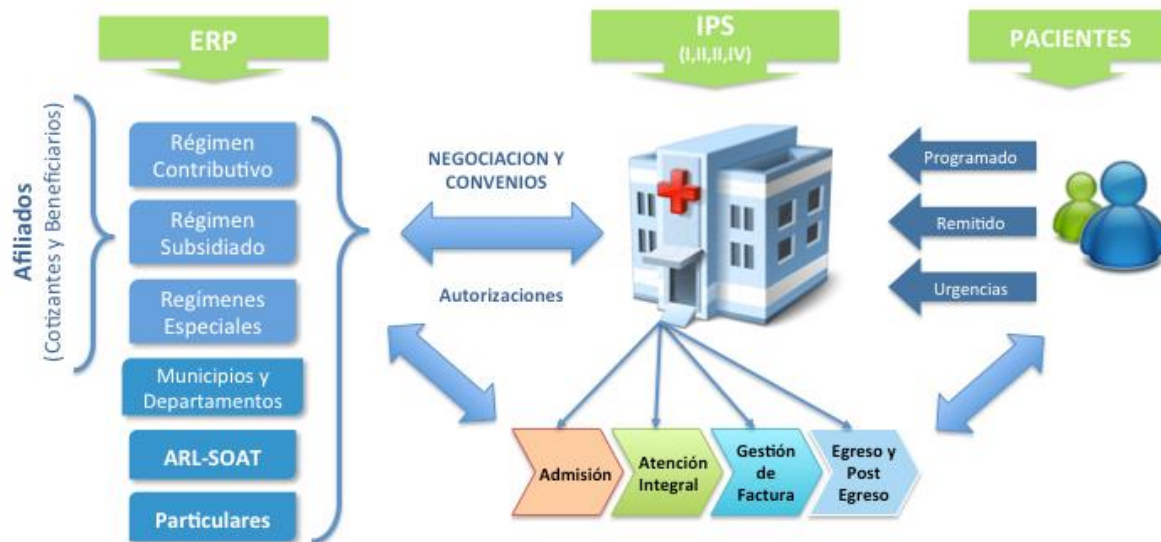 ERP
IPS
(I,II,II,IV)
PACIENTES
Afiliados
(Cotizantes y Beneficiarios)
Régimen
Contributivo
Régimen
Subsidiado
Regímenes
Especiales
Municipios y
Departamentos
ARL-SOAT
Particulares
NEGOCIACION Y
CONVENIOS
Autorizaciones
Programado
Remitido
Urgencias
Admisión
Atención
Integral
Gestión
de
Factura
Egreso y
Post
Egreso